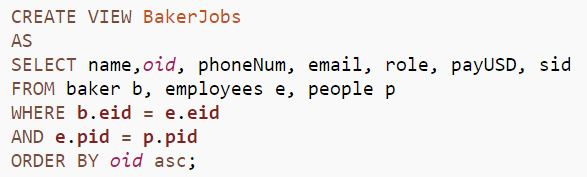 CREATE VIEW BakerJobs
AS
SELECT name,oid, phoneNum, email, role, payUSD, sid
FROM baker b, employees e, people p
WHERE b.eid = e.eid
AND e.pid = p.pid
ORDER BY oid asc;